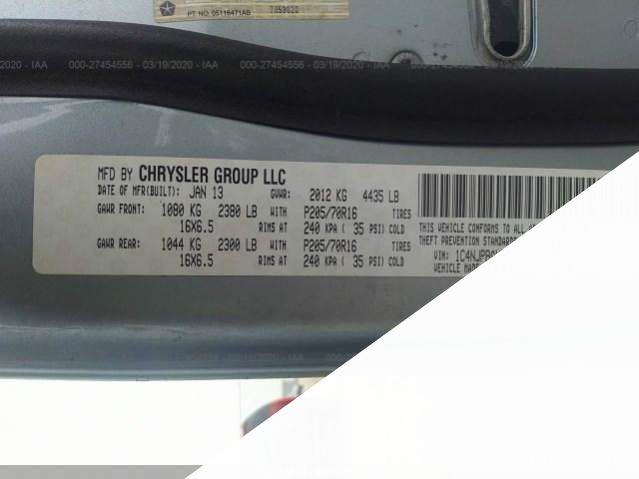 PT NO. 05116471AB
2020 - IAA 000-27454556 - 03/19/2020 - IAA 000-27454556 - 03/19/2020 - IAA 000-27454556 -
MFD BY CHRYSLER GROUP LLC
DATE OF MFR(BUILT): JAN 13 GVWR: 2012 KG 4435 LB
GAWR FRONT: 1080 KG 2380 LB WITH P205/70R16 TIRES
16X6.5 RIMS AT 240 KPA ( 35 PSI) COLD
GAWR REAR: 1044 KG 2300 LB WITH P205/70R16 TIRES
16X6.5 RIMS AT 240 KPA ( 35 PSI) COLD
THIS VEHICLE CONFORMS TO ALL
THEFT PREVENTION STANDARD
VIN:
VEHICLE MADE